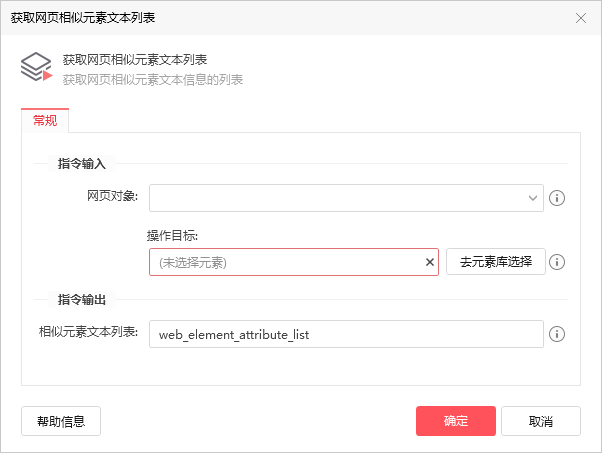 获取网页相似元素文本列表
获取网页相似元素文本列表
获取网页相似元素文本信息的列表
常规
指令输入
网页对象:
操作目标:
(未选择元素)
去元素库选择
指令输出
相似元素文本列表: web_element_attribute_list
帮助信息 确定 取消